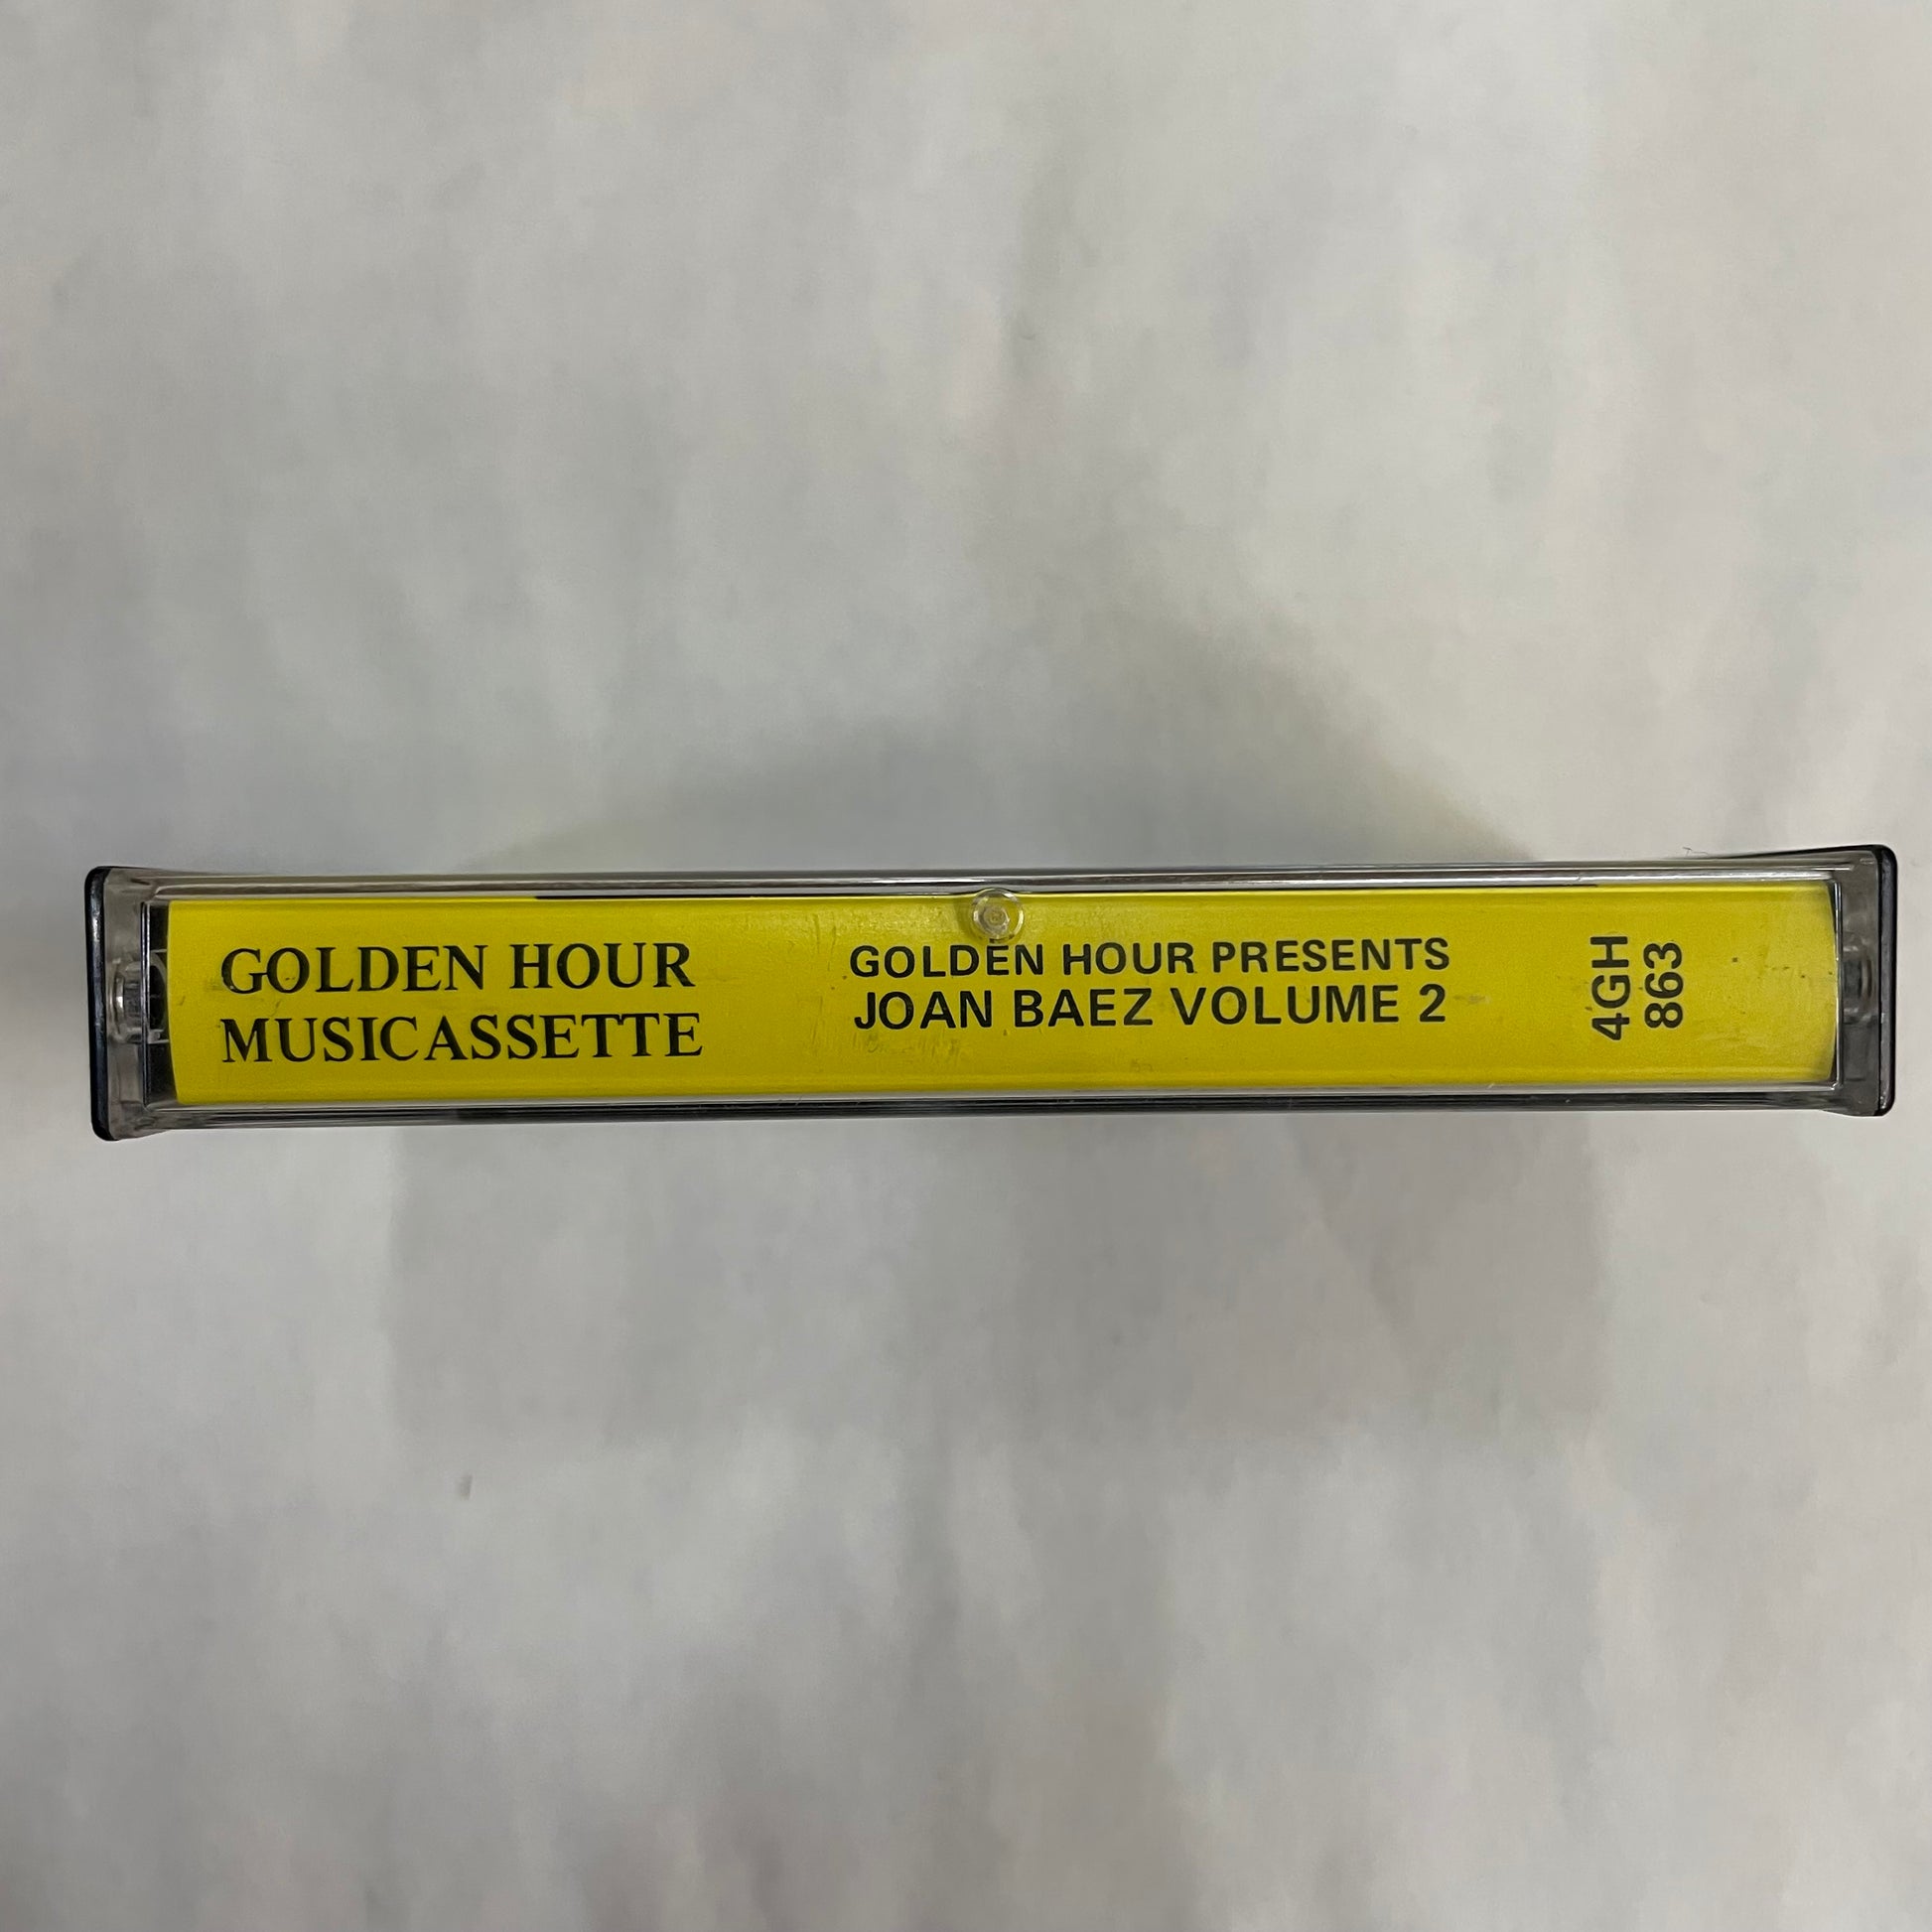 GOLDEN HOUR
MUSICASSETTE
GOLDEN HOUR PRESENTS
JOAN BAEZ VOLUME 2
4GH
863